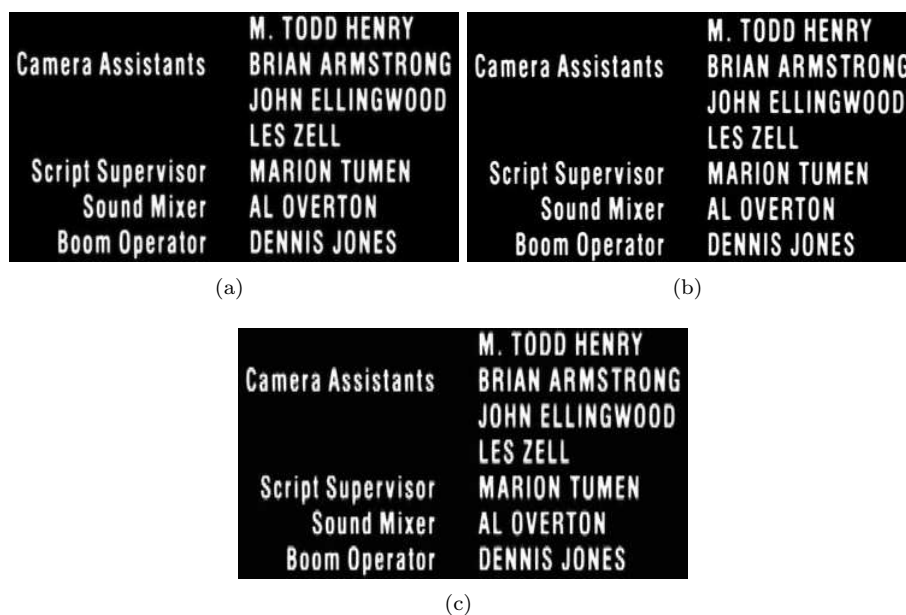 M. TODD HENRY
Camera Assistants BRIAN ARMSTRONG
JOHN ELLINGWOOD
LES ZELL
Script Supervisor MARION TUMEN
Sound Mixer AL OVERTON
Boom Operator DENNIS JONES
(a)
M. TODD HENRY
Camera Assistants BRIAN ARMSTRONG
JOHN ELLINGWOOD
LES ZELL
Script Supervisor MARION TUMEN
Sound Mixer AL OVERTON
Boom Operator DENNIS JONES
(b)
M. TODD HENRY
Camera Assistants BRIAN ARMSTRONG
JOHN ELLINGWOOD
LES ZELL
Script Supervisor MARION TUMEN
Sound Mixer AL OVERTON
Boom Operator DENNIS JONES
(c)